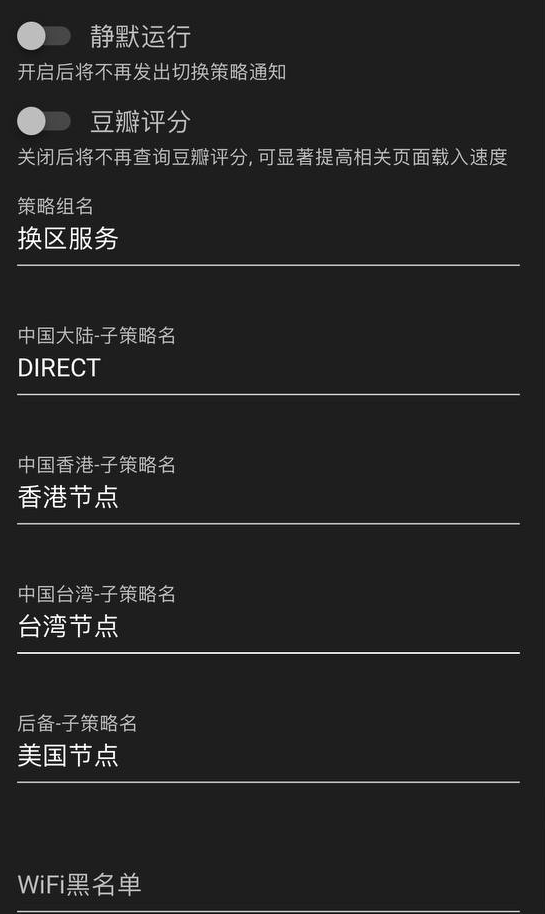 静默运行
开启后将不再发出切换策略通知
豆瓣评分
关闭后将不再查询豆瓣评分, 可显著提高相关页面载入速度
策略组名
换区服务
中国大陆-子策略名
DIRECT
中国香港-子策略名
香港节点
中国台湾-子策略名
台湾节点
后备-子策略名
美国节点
WiFi黑名单